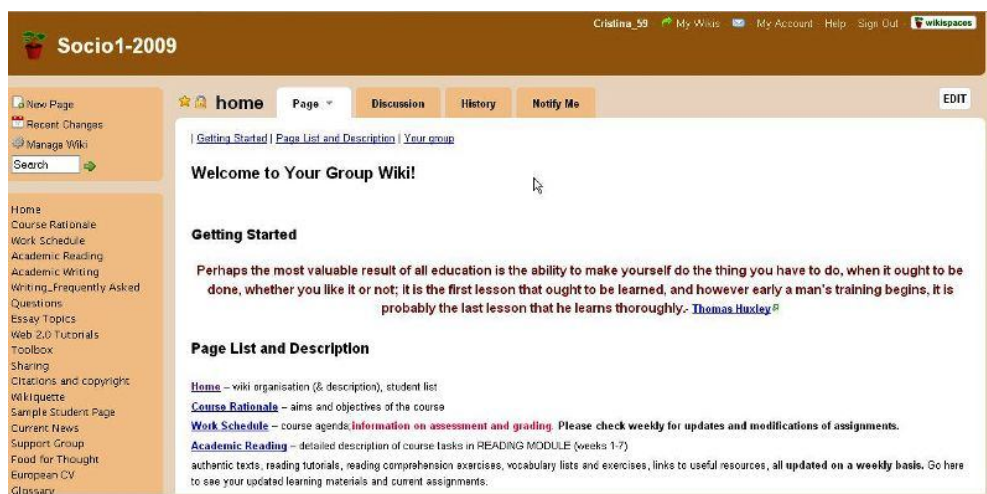 Cristina_59 My Wikis My Account Help Sign Out wikispaces
Socio1-2009
New Page
Recent Changes
Manage Wiki
Search
Home
Course Rationale
Work Schedule
Academic Reading
Academic Writing
Writing_Frequently Asked
Questions
Essay Topics
Web 2.0 Tutorials
Toolbox
Sharing
Citations and copyright
Wikiquette
Sample Student Page
Current News
Support Group
Food for Thought
European CV
Glossary
home Page Discussion History Notify Me EDIT
| Getting Started | Page List and Description | Your group
Welcome to Your Group Wiki!
Getting Started
Perhaps the most valuable result of all education is the ability to make yourself do the thing you have to do, when it ought to be
done, whether you like it or not; it is the first lesson that ought to be learned, and however early a man's training begins, it is
probably the last lesson that he learns thoroughly.- Thomas Huxley
Page List and Description
Home – wiki organisation (& description), student list
Course Rationale – aims and objectives of the course
Work Schedule – course agenda;information on assessment and grading. Please check weekly for updates and modifications of assignments.
Academic Reading – detailed description of course tasks in READING MODULE (weeks 1-7)
authentic texts, reading tutorials, reading comprehension exercises, vocabulary lists and exercises, links to useful resources, all updated on a weekly basis. Go here
to see your updated learning materials and current assignments.